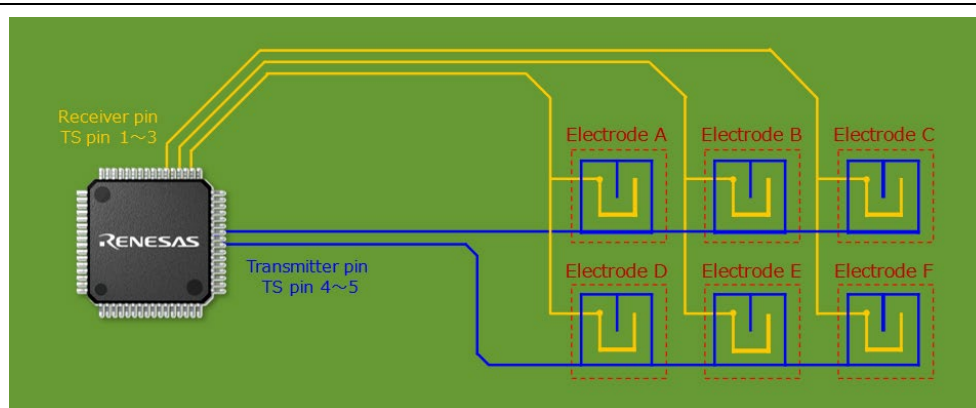 Receiver pin
TS pin 1～3
Electrode A
Electrode B
Electrode C
RENESAS
Transmitter pin
TS pin 4～5
Electrode D
Electrode E
Electrode F